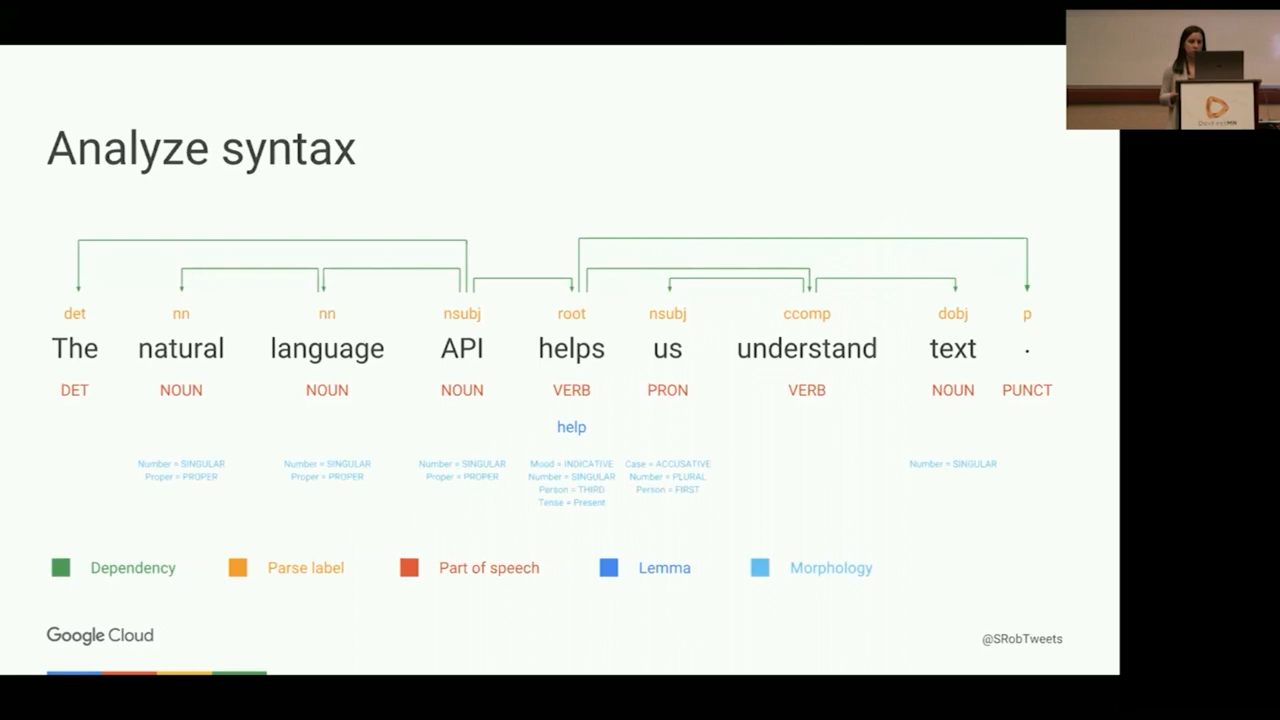 Analyze syntax
det nn nn nsubj root nsubj ccomp dobj p
The natural language API helps us understand text .
DET NOUN NOUN NOUN VERB PRON VERB NOUN PUNCT
help
Number = SINGULAR Number = SINGULAR Number = SINGULAR Mood = INDICATIVE Case = ACCUSATIVE Number = SINGULAR
Proper = PROPER Proper = PROPER Proper = PROPER Number = SINGULAR Number = PLURAL
Person = THIRD Person = FIRST
Tense = Present
Dependency Parse label Part of speech Lemma Morphology
Google Cloud
@SRobTweets
DevFestMN